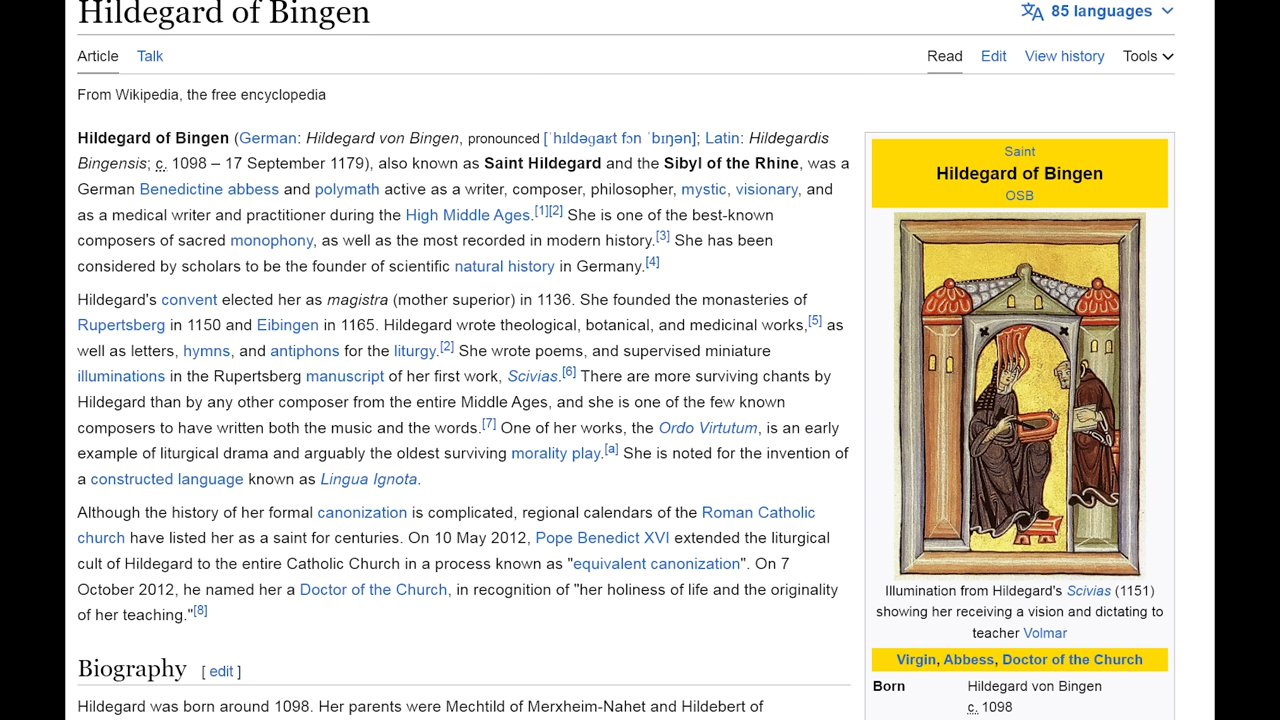 Hildegard of Bingen
85 languages
Article Talk
Read Edit View history Tools
From Wikipedia, the free encyclopedia
Hildegard of Bingen (German: Hildegard von Bingen, pronounced [ˈhɪldəɡaʁt fɔn ˈbɪŋən]; Latin: Hildegardis
Bingensis; c. 1098 – 17 September 1179), also known as Saint Hildegard and the Sibyl of the Rhine, was a
German Benedictine abbess and polymath active as a writer, composer, philosopher, mystic, visionary, and
as a medical writer and practitioner during the High Middle Ages.[1][2] She is one of the best-known
composers of sacred monophony, as well as the most recorded in modern history.[3] She has been
considered by scholars to be the founder of scientific natural history in Germany.[4]
Hildegard's convent elected her as magistra (mother superior) in 1136. She founded the monasteries of
Rupertsberg in 1150 and Eibingen in 1165. Hildegard wrote theological, botanical, and medicinal works,[5] as
well as letters, hymns, and antiphons for the liturgy.[2] She wrote poems, and supervised miniature
illuminations in the Rupertsberg manuscript of her first work, Scivias.[6] There are more surviving chants by
Hildegard than by any other composer from the entire Middle Ages, and she is one of the few known
composers to have written both the music and the words.[7] One of her works, the Ordo Virtutum, is an early
example of liturgical drama and arguably the oldest surviving morality play.[a] She is noted for the invention of
a constructed language known as Lingua Ignota.
Although the history of her formal canonization is complicated, regional calendars of the Roman Catholic
church have listed her as a saint for centuries. On 10 May 2012, Pope Benedict XVI extended the liturgical
cult of Hildegard to the entire Catholic Church in a process known as "equivalent canonization". On 7
October 2012, he named her a Doctor of the Church, in recognition of "her holiness of life and the originality
of her teaching."[8]
Biography [ edit ]
Hildegard was born around 1098. Her parents were Mechtild of Merxheim-Nahet and Hildebert of
Saint
Hildegard of Bingen
OSB
Illumination from Hildegard's Scivias (1151)
showing her receiving a vision and dictating to
teacher Volmar
Virgin, Abbess, Doctor of the Church
Born Hildegard von Bingen
c. 1098